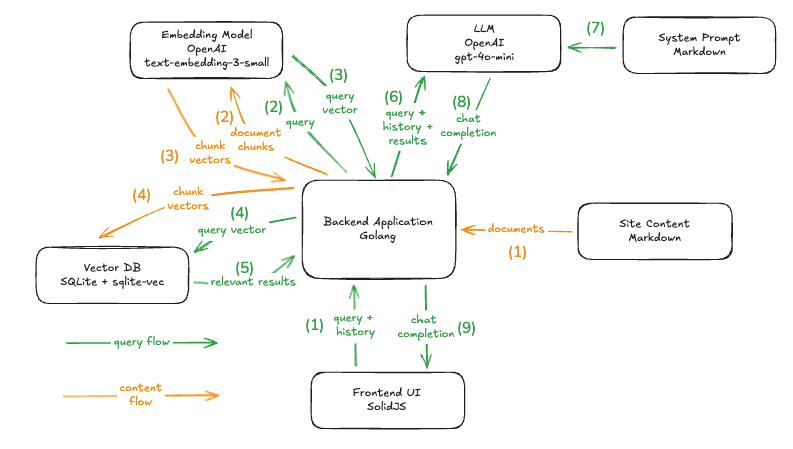 Embedding Model
OpenAI
text-embedding-3-small
LLM
OpenAI
gpt-4o-mini
(7)
System Prompt
Markdown
(3)
query
vector
(2)
query
(2)
document
chunks
(3)
chunk
vectors
(6)
query +
history +
results
(8)
chat
completion
(4)
chunk
vectors
(4)
query vector
(5)
relevant results
Backend Application
Golang
documents
(1)
Site Content
Markdown
Vector DB
SQLite + sqlite-vec
(1)
query +
history
chat
completion
(9)
query flow
content
flow
Frontend UI
SolidJS